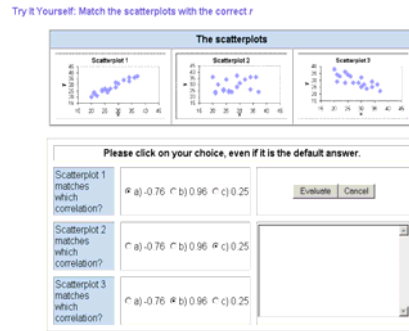 Try It Yourself: Match the scatterplots with the correct r
The scatterplots
Scatterplot 1
Scatterplot 2
Scatterplot 3
Please click on your choice, even if it is the default answer.
Scatterplot 1
matches
which
correlation?
a) -0.76 b) 0.96 c) 0.25
Evaluate Cancel
Scatterplot 2
matches
which
correlation?
a) -0.76 b) 0.96 c) 0.25
Scatterplot 3
matches
which
correlation?
a) -0.76 b) 0.96 c) 0.25